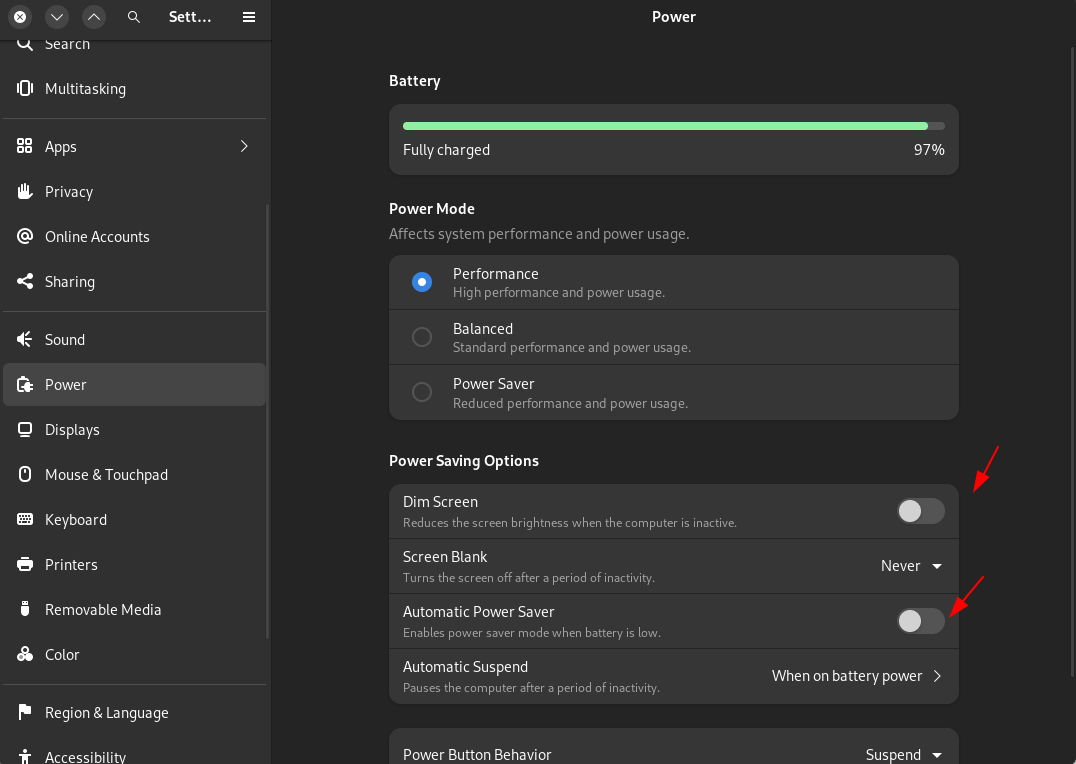 Sett...
Power
Search
Multitasking
Apps
Privacy
Online Accounts
Sharing
Sound
Power
Displays
Mouse & Touchpad
Keyboard
Printers
Removable Media
Color
Region & Language
Accessibility
Battery
Fully charged 97%
Power Mode
Affects system performance and power usage.
Performance
High performance and power usage.
Balanced
Standard performance and power usage.
Power Saver
Reduced performance and power usage.
Power Saving Options
Dim Screen
Reduces the screen brightness when the computer is inactive.
Screen Blank
Turns the screen off after a period of inactivity.
Never
Automatic Power Saver
Enables power saver mode when battery is low.
Automatic Suspend
Pauses the computer after a period of inactivity.
When on battery power
Power Button Behavior Suspend